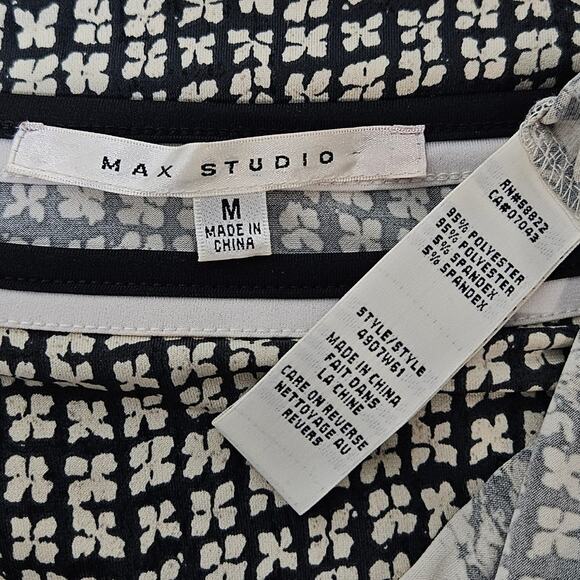 MAX STUDIO
M
MADE IN
CHINA
RN#58822
CA#07043
95% POLYESTER
95% POLYESTER
5% SPANDEX
5% SPANDEX
STYLE/STYLE
4907W61
MADE IN CHINA
FAIT DANS
LA CHINE
CARE ON REVERSE
NETTOYAGE AU
REVERS